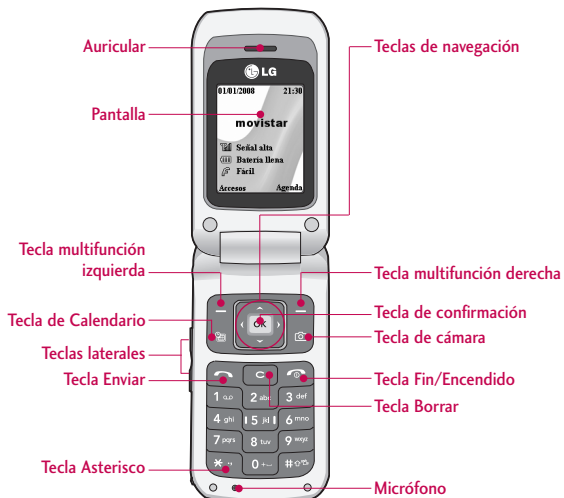 Auricular
Teclas de navegación
LG
01/01/2008 21:30
Pantalla
movistar
Señal alta
Batería llena
Fácil
Accesos Agenda
Tecla multifunción
izquierda
Tecla multifunción derecha
Tecla de confirmación
OK
Tecla de Calendario
Tecla de cámara
Teclas laterales
Tecla Enviar
C
Tecla Fin/Encendido
1 2 abc 3 def
Tecla Borrar
4 ghi 5 jkl 6 mno
7 pqrs 8 tuv 9 wxyz
Tecla Asterisco
* 0 + #
Micrófono